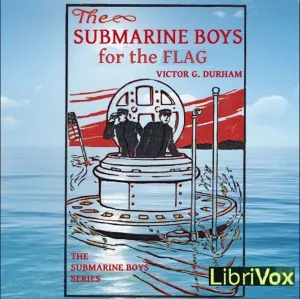 The
SUBMARINE BOYS
for the FLAG
VICTOR G. DURHAM
THE
SUBMARINE BOYS
SERIES
LibriVox